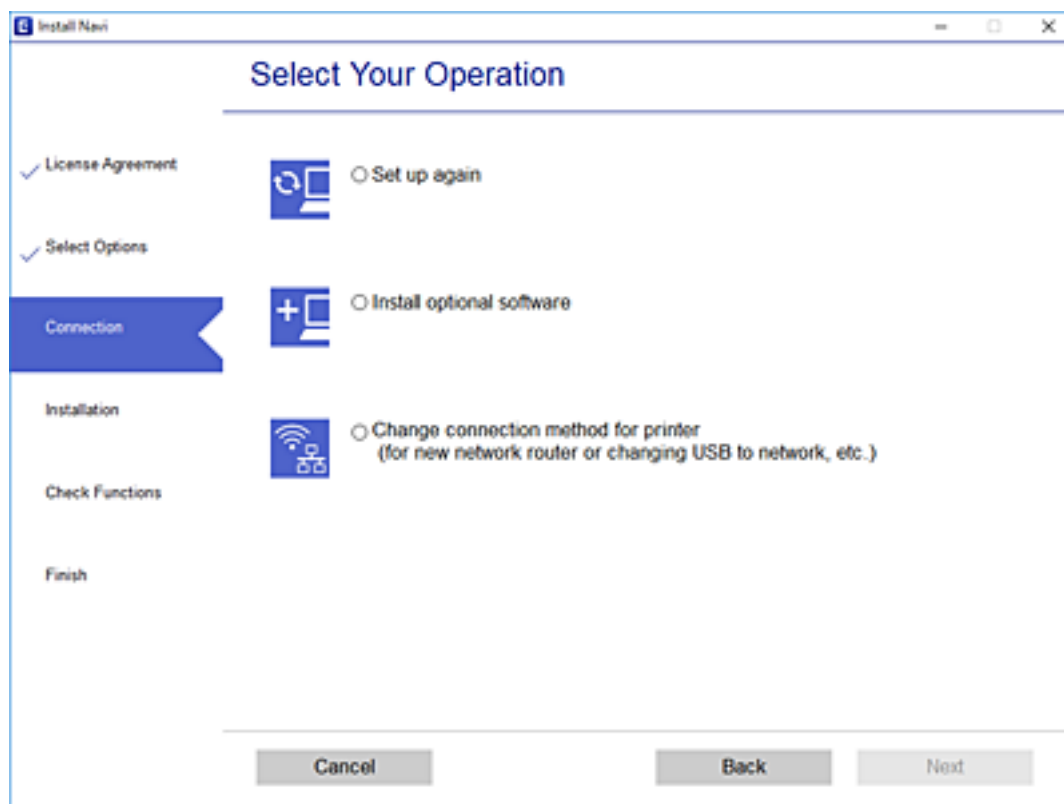 Install Navi
Select Your Operation
License Agreement
Select Options
Connection
Installation
Check Functions
Finish
Set up again
Install optional software
Change connection method for printer
(for new network router or changing USB to network, etc.)
Cancel
Back
Next